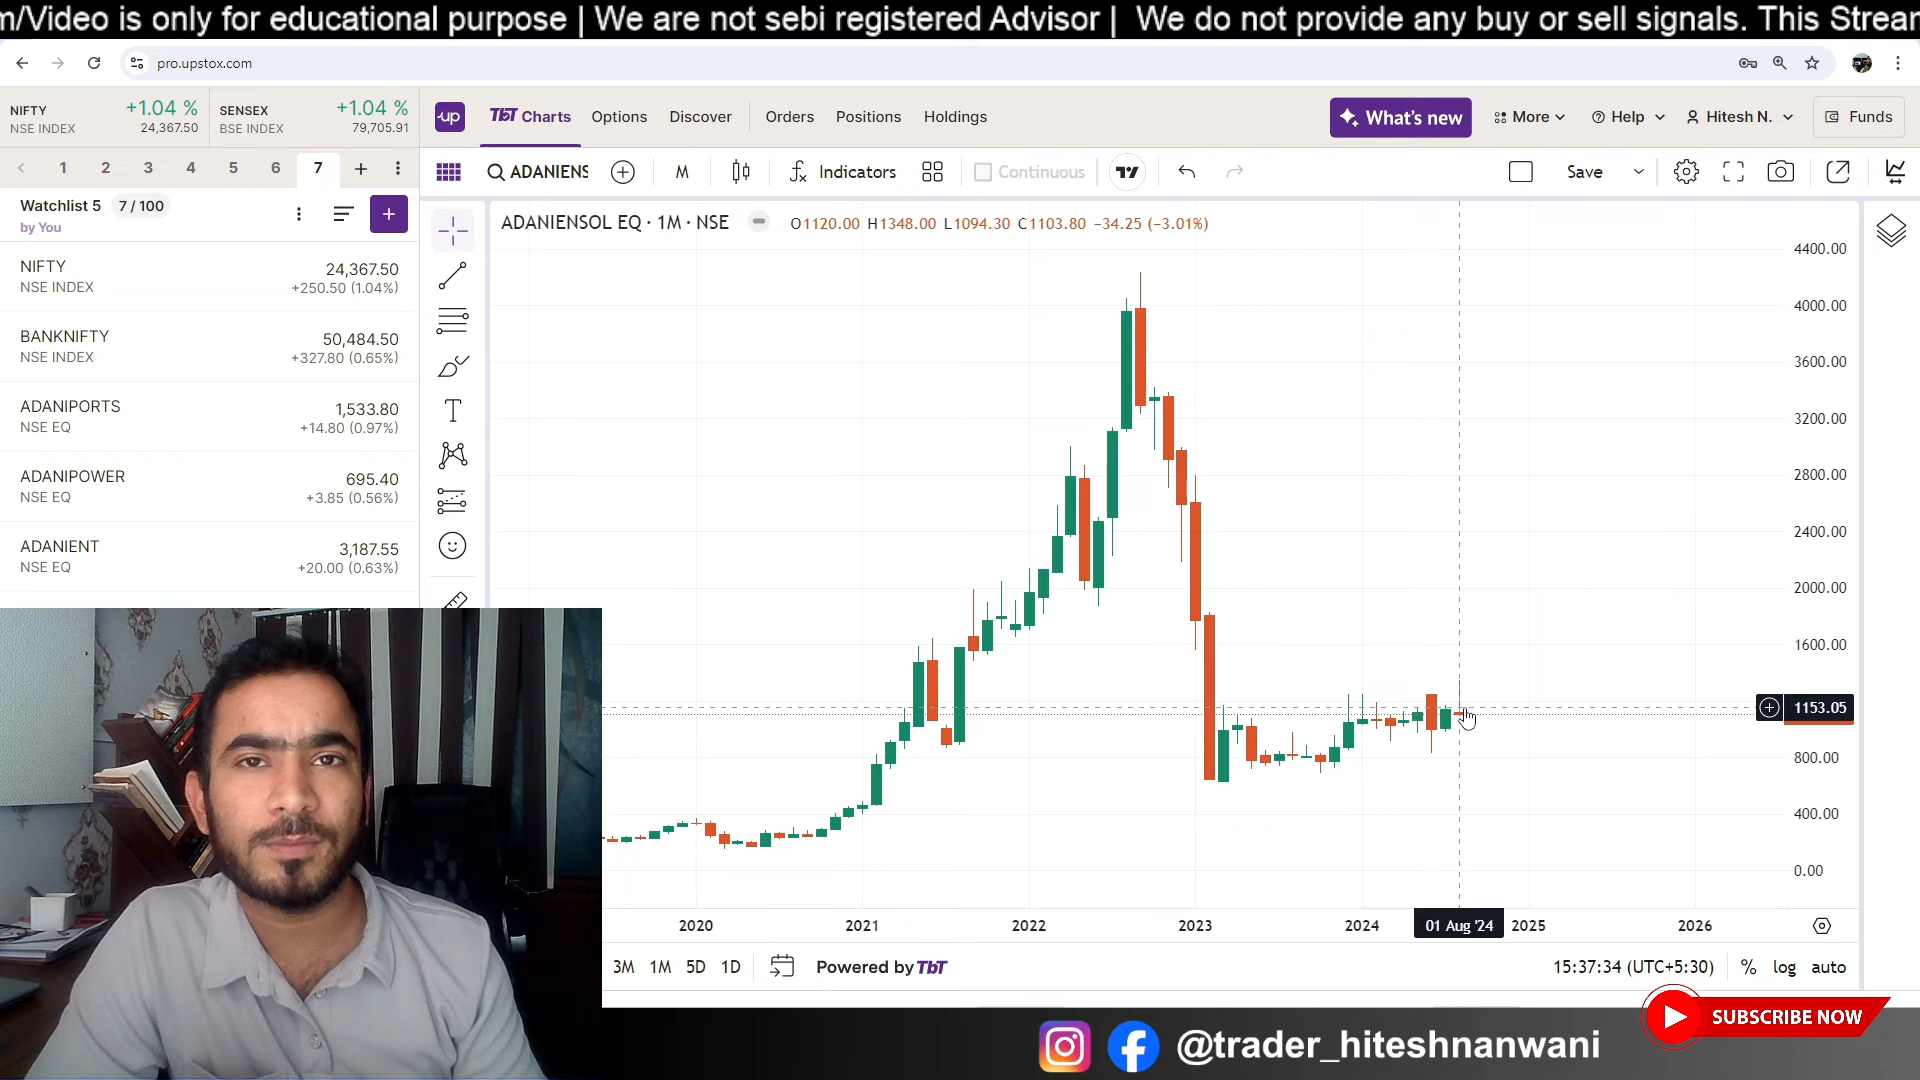 m/Video is only for educational purpose | We are not sebi registered Advisor | We do not provide any buy or sell signals. This Strear
pro.upstox.com
NIFTY +1.04 %
NSE INDEX 24,367.50
SENSEX +1.04 %
BSE INDEX 79,705.91
up
TbT Charts Options Discover Orders Positions Holdings
What's new
More Help Hitesh N. Funds
1 2 3 4 5 6 7
ADANIENS M Indicators Continuous Save
Watchlist 5 7 / 100
by You
ADANIENSOL EQ · 1M · NSE O1120.00 H1348.00 L1094.30 C1103.80 −34.25 (−3.01%)
NIFTY 24,367.50
NSE INDEX +250.50 (1.04%)
BANKNIFTY 50,484.50
NSE INDEX +327.80 (0.65%)
ADANIPORTS 1,533.80
NSE EQ +14.80 (0.97%)
ADANIPOWER 695.40
NSE EQ +3.85 (0.56%)
ADANIENT 3,187.55
NSE EQ +20.00 (0.63%)
4400.00
4000.00
3600.00
3200.00
2800.00
2400.00
2000.00
1600.00
1153.05
800.00
400.00
0.00
2020 2021 2022 2023 2024 01 Aug '24 2025 2026
3M 1M 5D 1D Powered by TbT 15:37:34 (UTC+5:30) % log auto
SUBSCRIBE NOW
@trader_hiteshnanwani